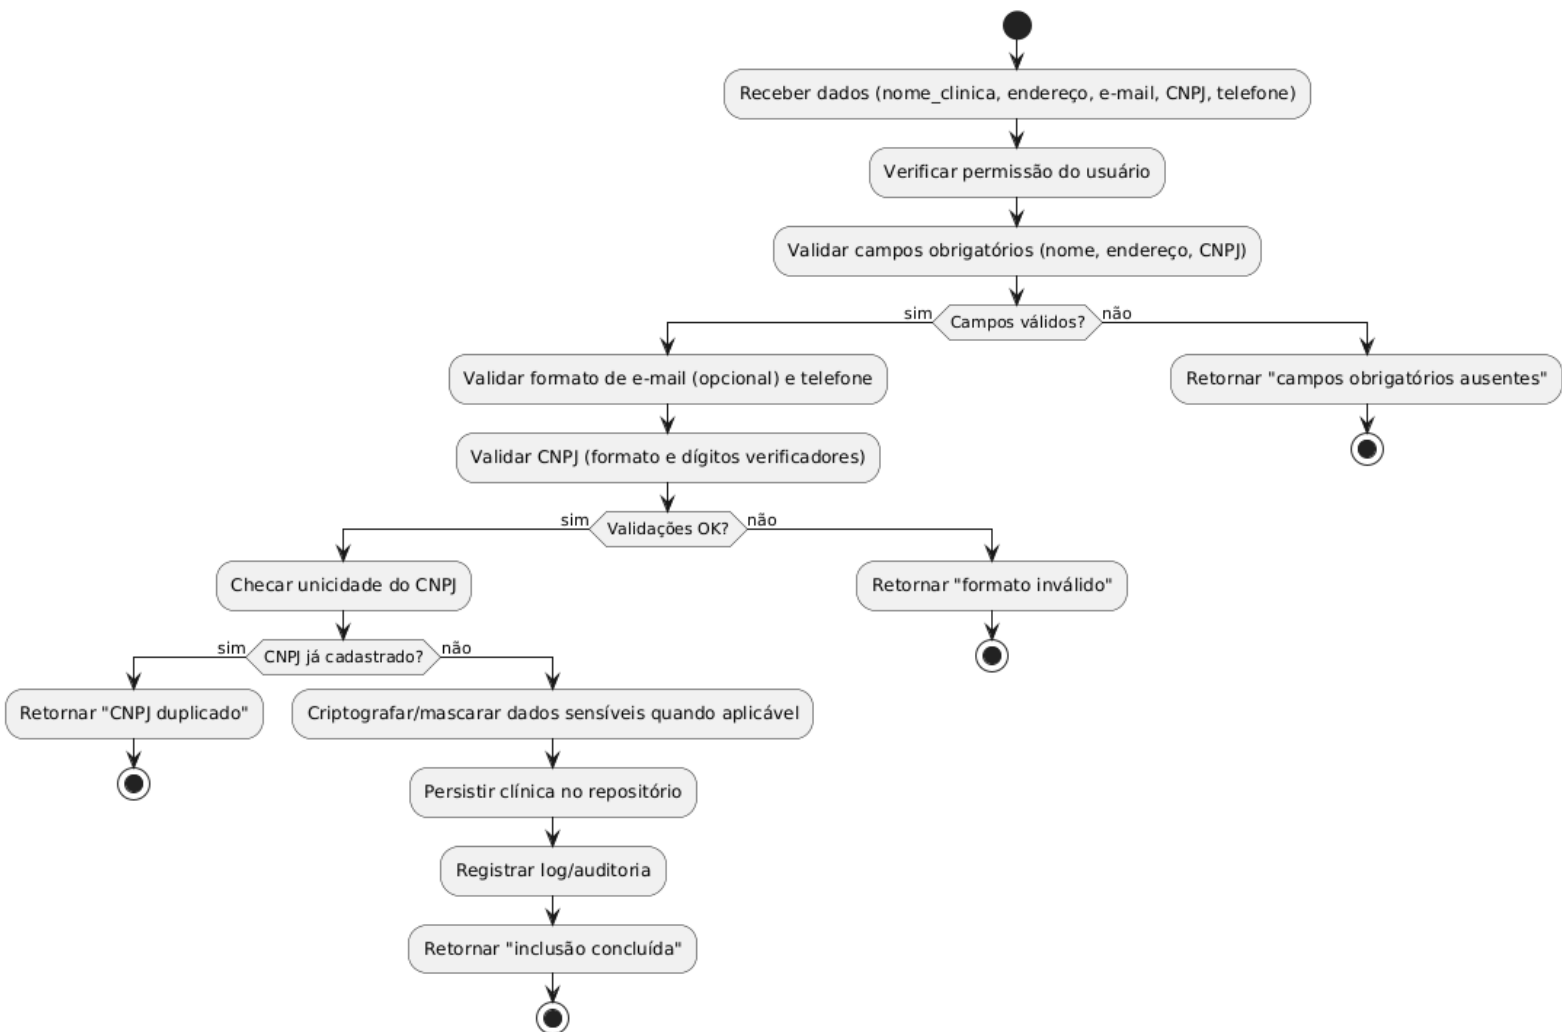 Receber dados (nome_clinica, endereço, e-mail, CNPJ, telefone)
Verificar permissão do usuário
Validar campos obrigatórios (nome, endereço, CNPJ)
sim
Campos válidos?
não
Validar formato de e-mail (opcional) e telefone
Retornar "campos obrigatórios ausentes"
Validar CNPJ (formato e dígitos verificadores)
sim
Validações OK?
não
Checar unicidade do CNPJ
Retornar "formato inválido"
sim
CNPJ já cadastrado?
não
Retornar "CNPJ duplicado"
Criptografar/mascarar dados sensíveis quando aplicável
Persistir clínica no repositório
Registrar log/auditoria
Retornar "inclusão concluída"